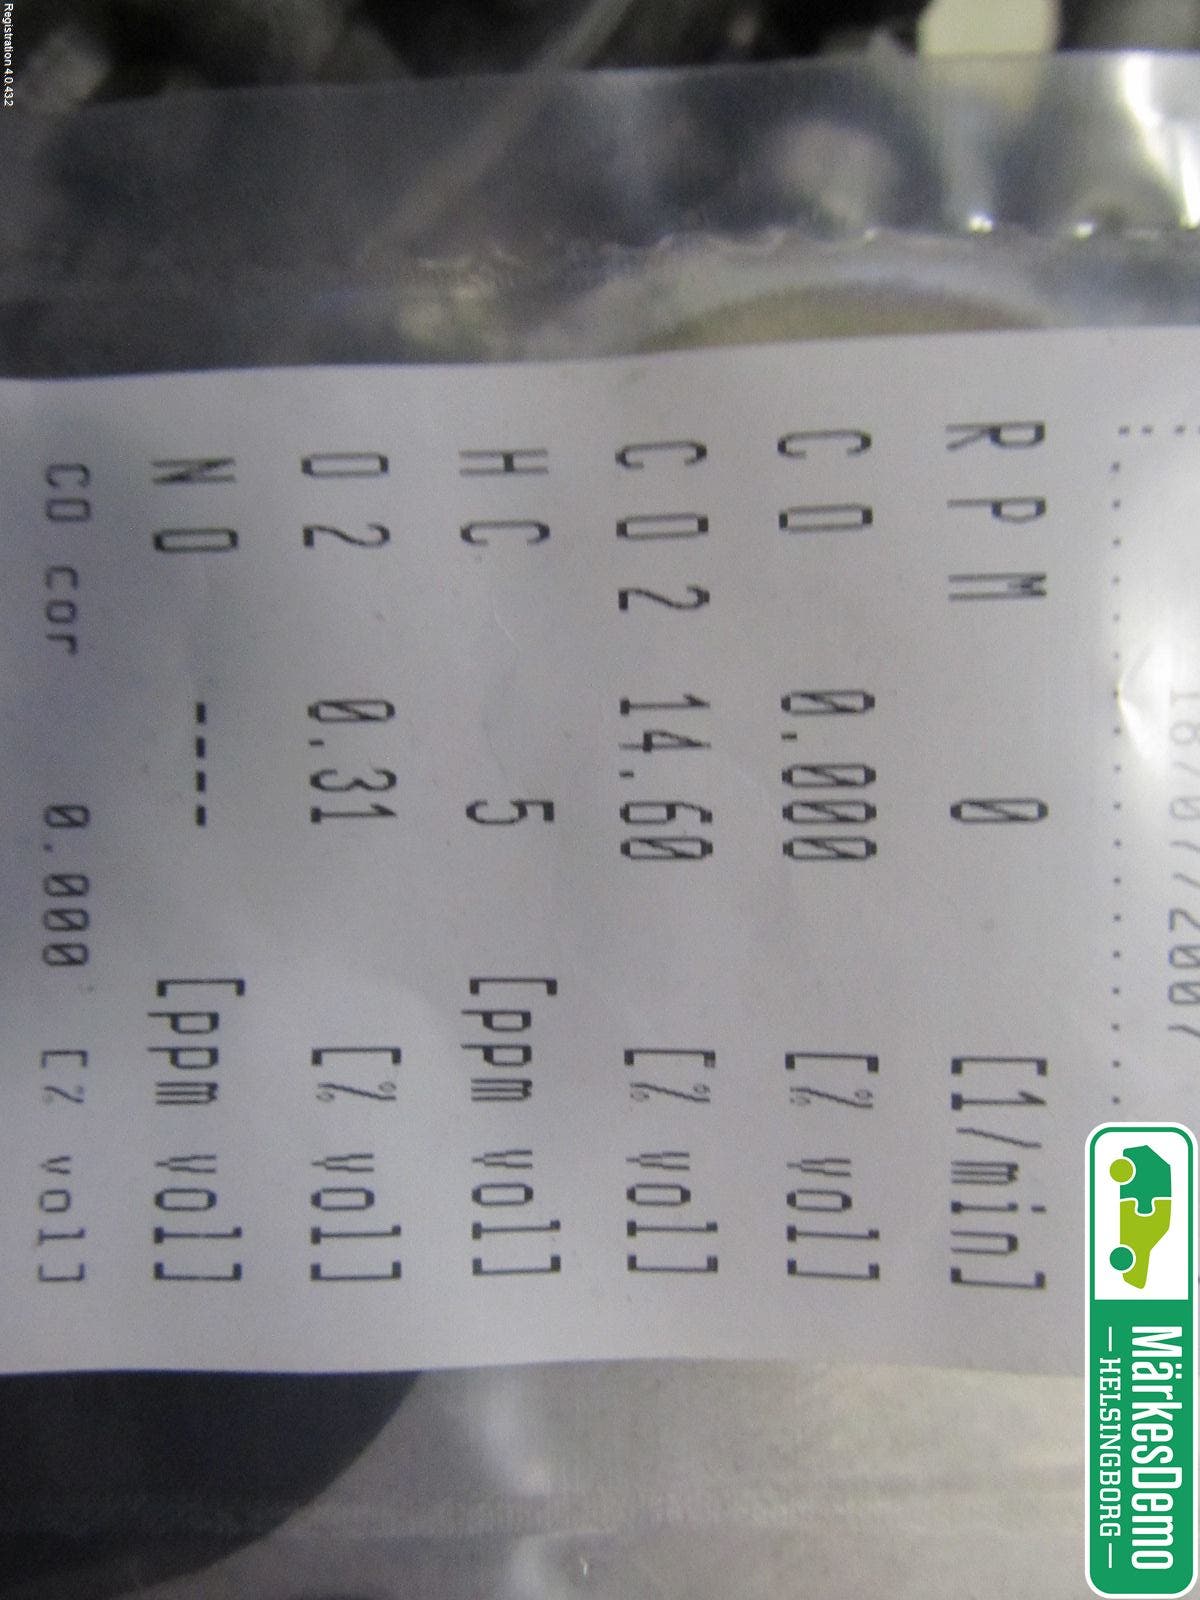 Registration 4.0.432
RPM 0 [1/min]
CO 0.000 [% vol]
CO2 14.60 [% vol]
HC 5 [ppm vol]
O2 0.31 [% vol]
NO ---- [ppm vol]
CO cor 0.000 [% vol]
MärkesDemo
— HELSINGBORG —